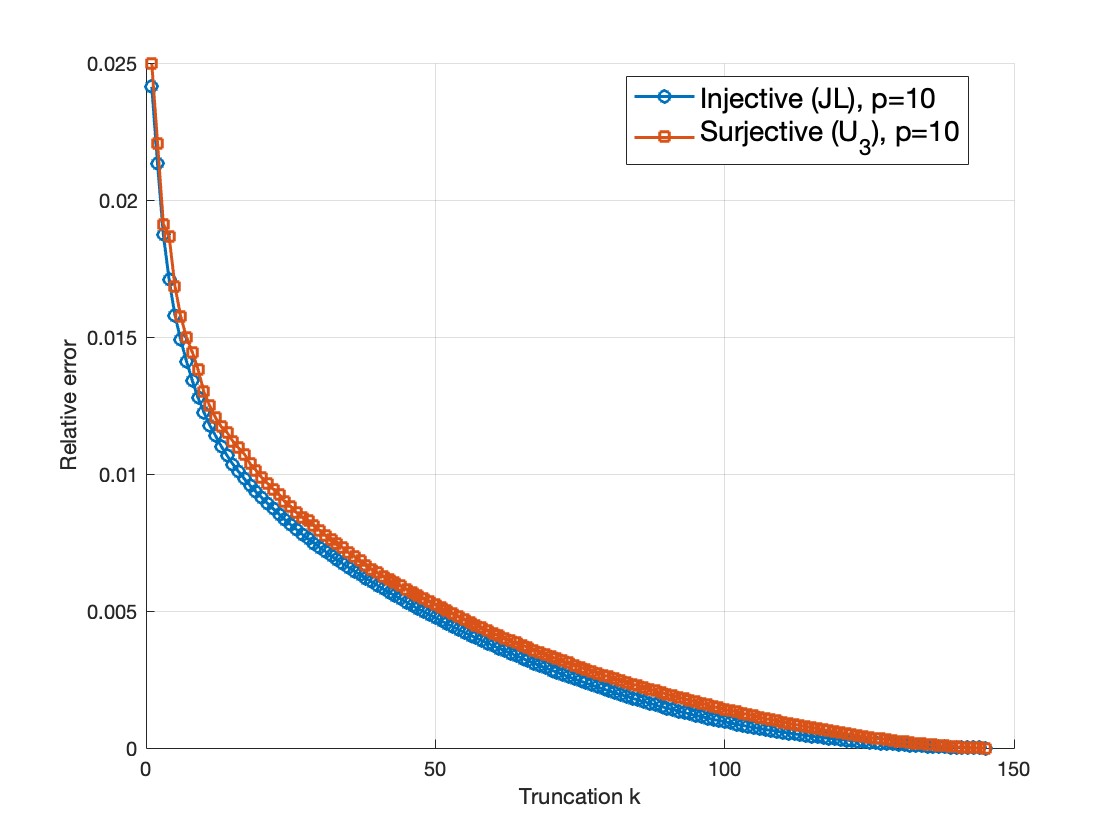 0.025
0.02
0.015
0.01
0.005
0
0
50
100
150
Relative error
Truncation k
Injective (JL), p=10
Surjective (U3), p=10